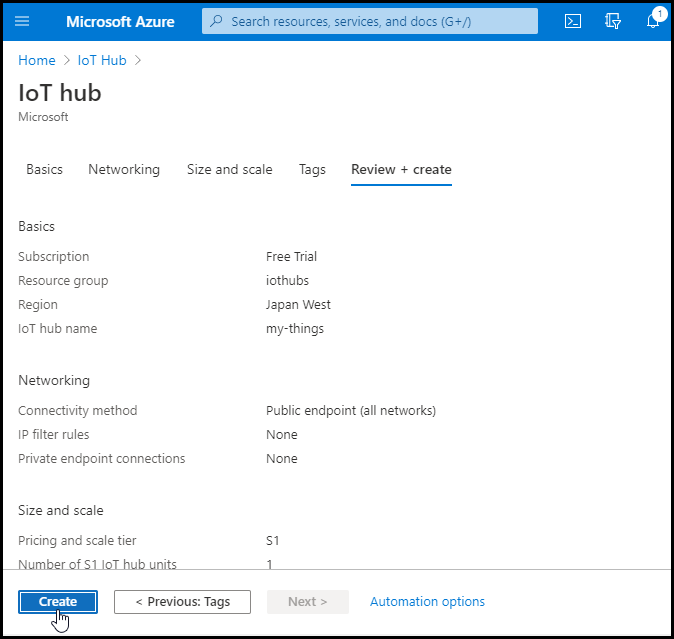 Microsoft Azure
Search resources, services, and docs (G+/)
1
Home > IoT Hub >
IoT hub
Microsoft
Basics Networking Size and scale Tags Review + create
Basics
Subscription Free Trial
Resource group iothubs
Region Japan West
IoT hub name my-things
Networking
Connectivity method Public endpoint (all networks)
IP filter rules None
Private endpoint connections None
Size and scale
Pricing and scale tier S1
Number of S1 IoT hub units 1
Create < Previous: Tags Next > Automation options